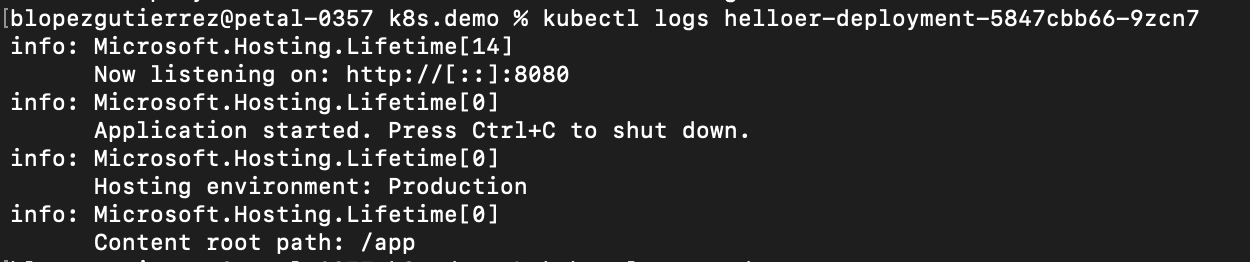 [blopezgutierrez@petal-0357 k8s.demo % kubectl logs helloer-deployment-5847cbb66-9zcn7
info: Microsoft.Hosting.Lifetime[14]
Now listening on: http://[::]:8080
info: Microsoft.Hosting.Lifetime[0]
Application started. Press Ctrl+C to shut down.
info: Microsoft.Hosting.Lifetime[0]
Hosting environment: Production
info: Microsoft.Hosting.Lifetime[0]
Content root path: /app